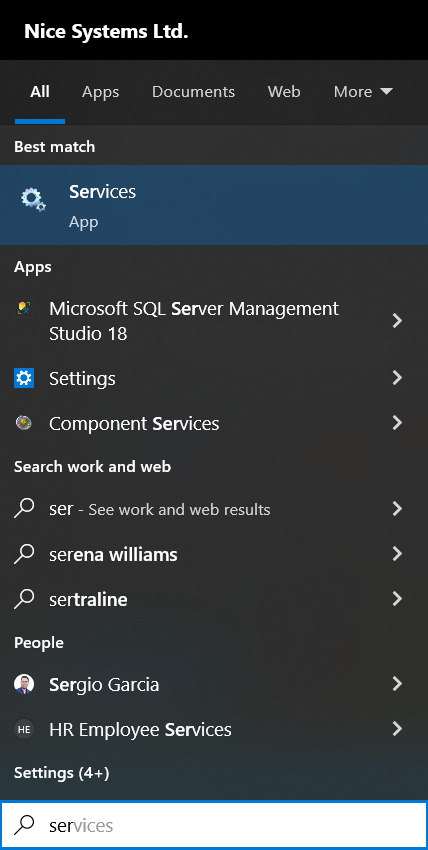 Nice Systems Ltd.
All Apps Documents Web More
Best match
Services
App
Apps
Microsoft SQL Server Management
Studio 18
Settings
Component Services
Search work and web
ser - See work and web results
serena williams
sertraline
People
Sergio Garcia
HE HR Employee Services
Settings (4+)
services